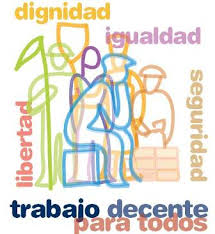 dignidad
igualdad
libertad
seguridad
trabajo decente
para todos